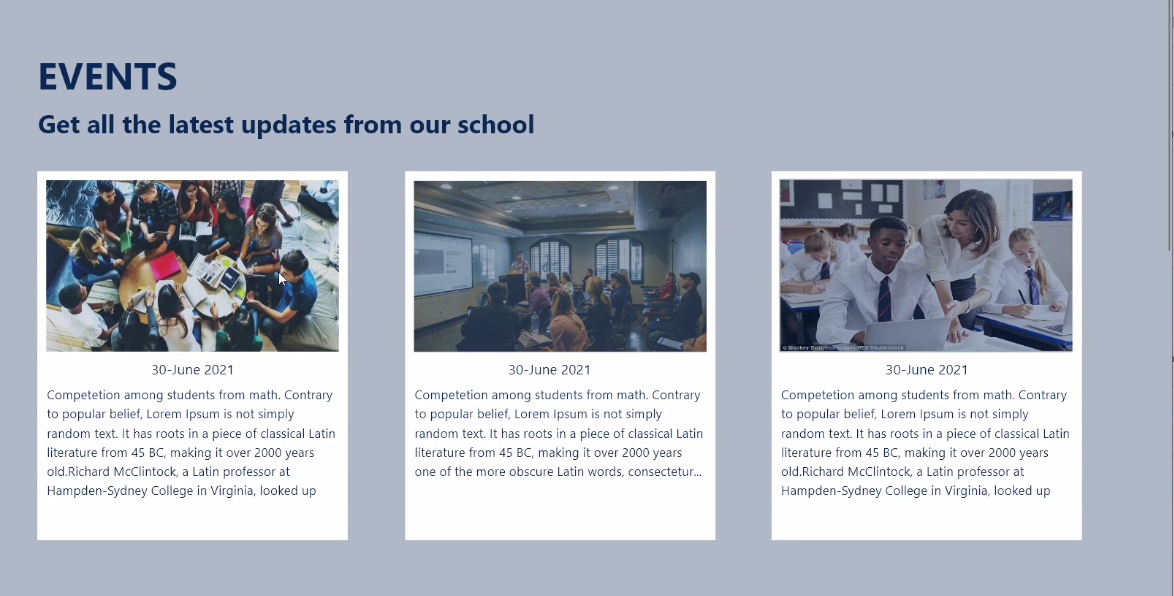 EVENTS
Get all the latest updates from our school
30-June 2021
Competetion among students from math. Contrary
to popular belief, Lorem Ipsum is not simply
random text. It has roots in a piece of classical Latin
literature from 45 BC, making it over 2000 years
old.Richard McClintock, a Latin professor at
Hampden-Sydney College in Virginia, looked up
30-June 2021
Competetion among students from math. Contrary
to popular belief, Lorem Ipsum is not simply
random text. It has roots in a piece of classical Latin
literature from 45 BC, making it over 2000 years
one of the more obscure Latin words, consectetur...
© Monkey Business Images/REX Shutterstock
30-June 2021
Competetion among students from math. Contrary
to popular belief, Lorem Ipsum is not simply
random text. It has roots in a piece of classical Latin
literature from 45 BC, making it over 2000 years
old.Richard McClintock, a Latin professor at
Hampden-Sydney College in Virginia, looked up